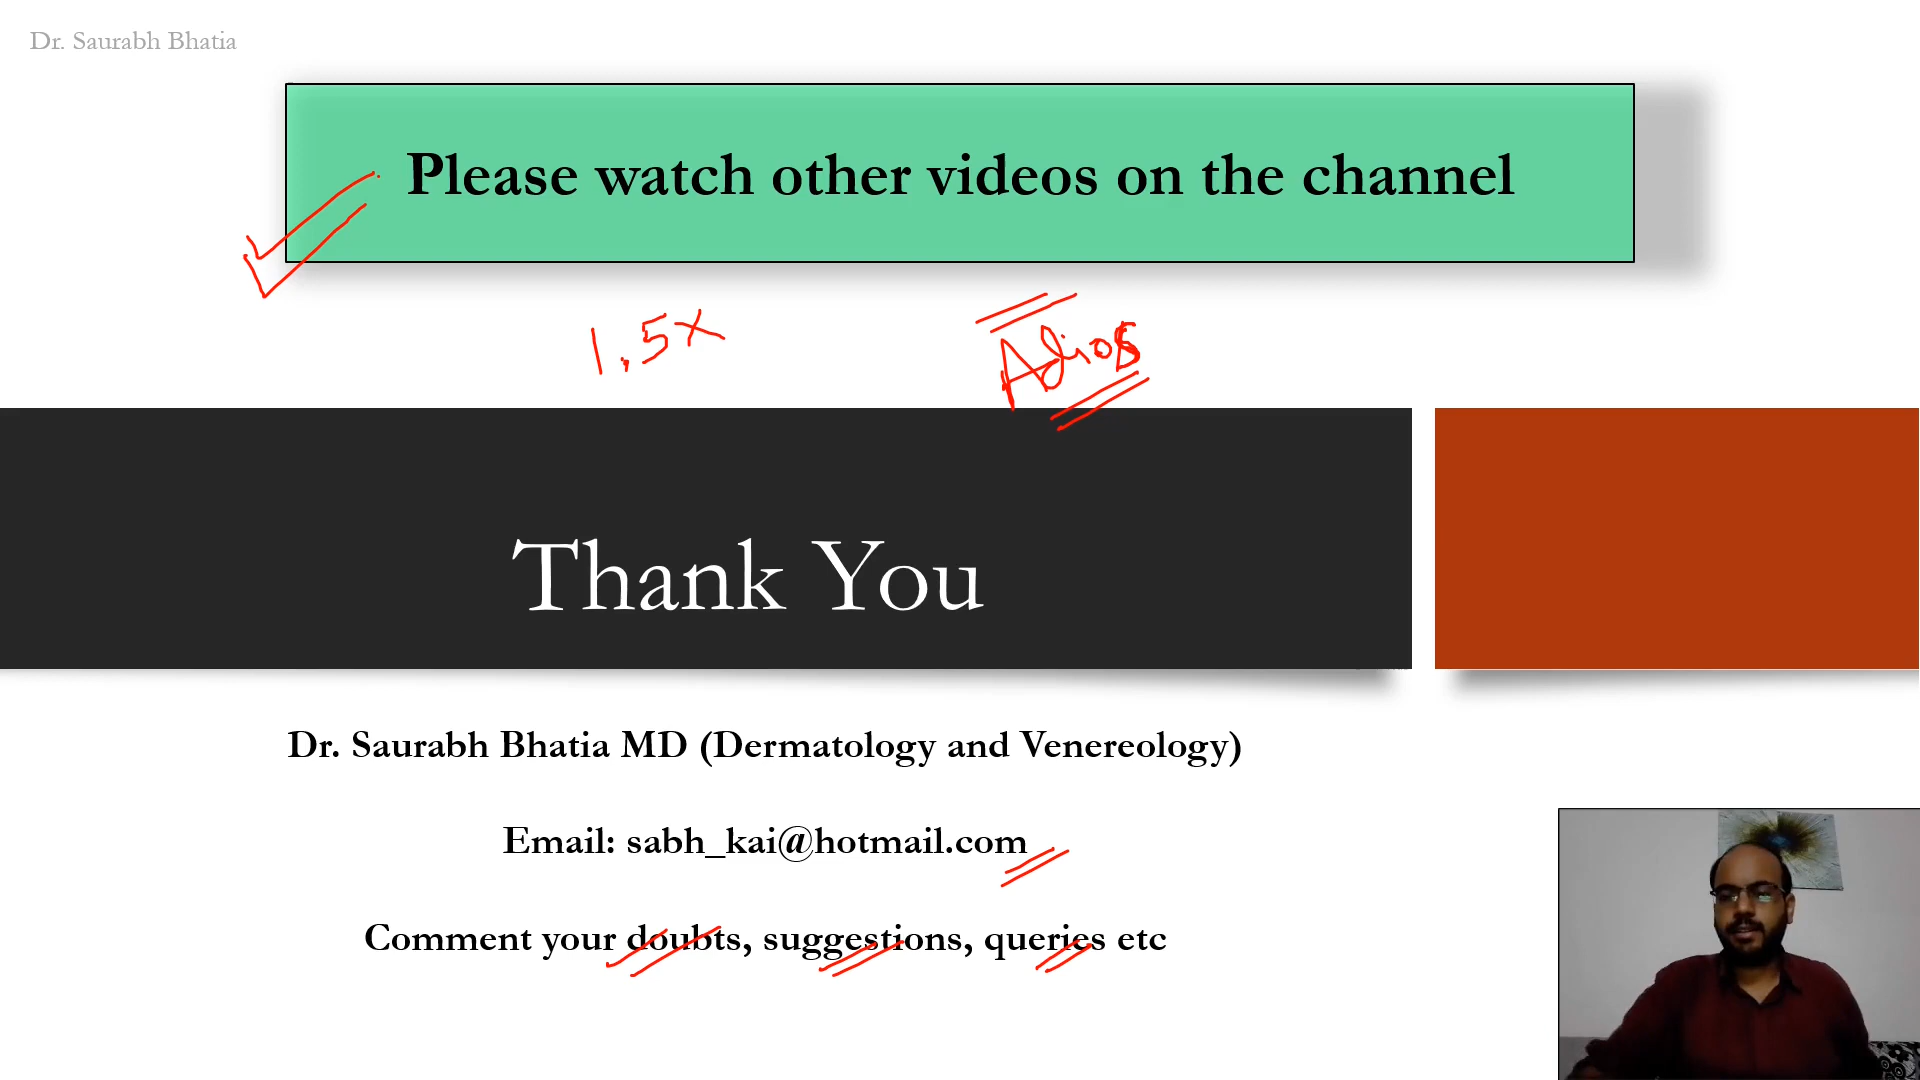 Dr. Saurabh Bhatia
Please watch other videos on the channel
1.5x
Adios
Thank You
Dr. Saurabh Bhatia MD (Dermatology and Venereology)
Email: sabh_kai@hotmail.com
Comment your doubts, suggestions, queries etc